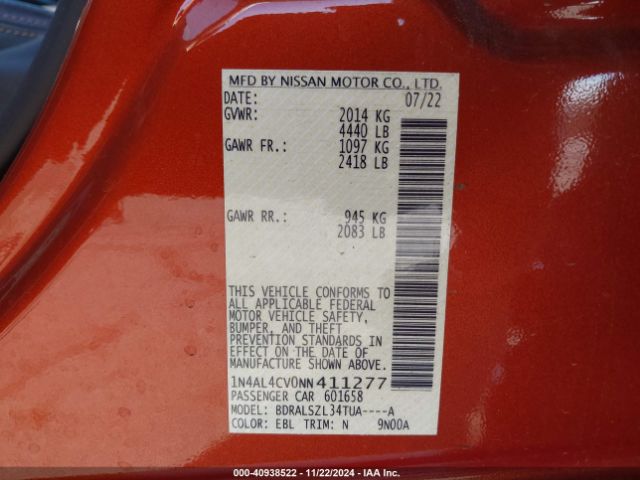 MFD BY NISSAN MOTOR CO., LTD.
DATE: 07/22
GVWR: 2014 KG
4440 LB
GAWR FR.: 1097 KG
2418 LB
GAWR RR.: 945 KG
2083 LB
THIS VEHICLE CONFORMS TO
ALL APPLICABLE FEDERAL
MOTOR VEHICLE SAFETY,
BUMPER, AND THEFT
PREVENTION STANDARDS IN
EFFECT ON THE DATE OF
MANUFACTURE SHOWN ABOVE.
1N4AL4CV0NN411277
PASSENGER CAR 601658
MODEL: BDRALSZL34TUA----A
COLOR: EBL TRIM: N 9N00A
000-40938522 - 11/22/2024 - IAA Inc.